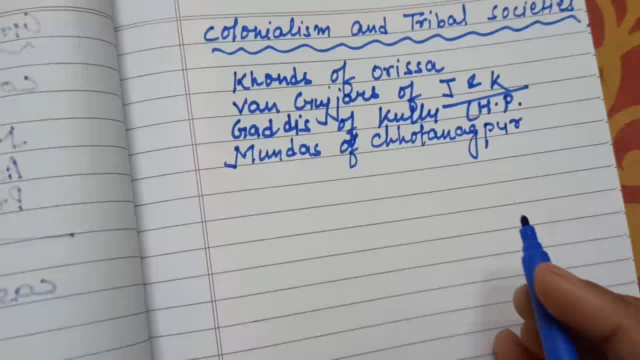 Colonialism and Tribal Societies
Khonds of Orissa
Van Gujjars of J & K
Gaddis of Kullu (H.P.
Mundas of Chhotanagpur